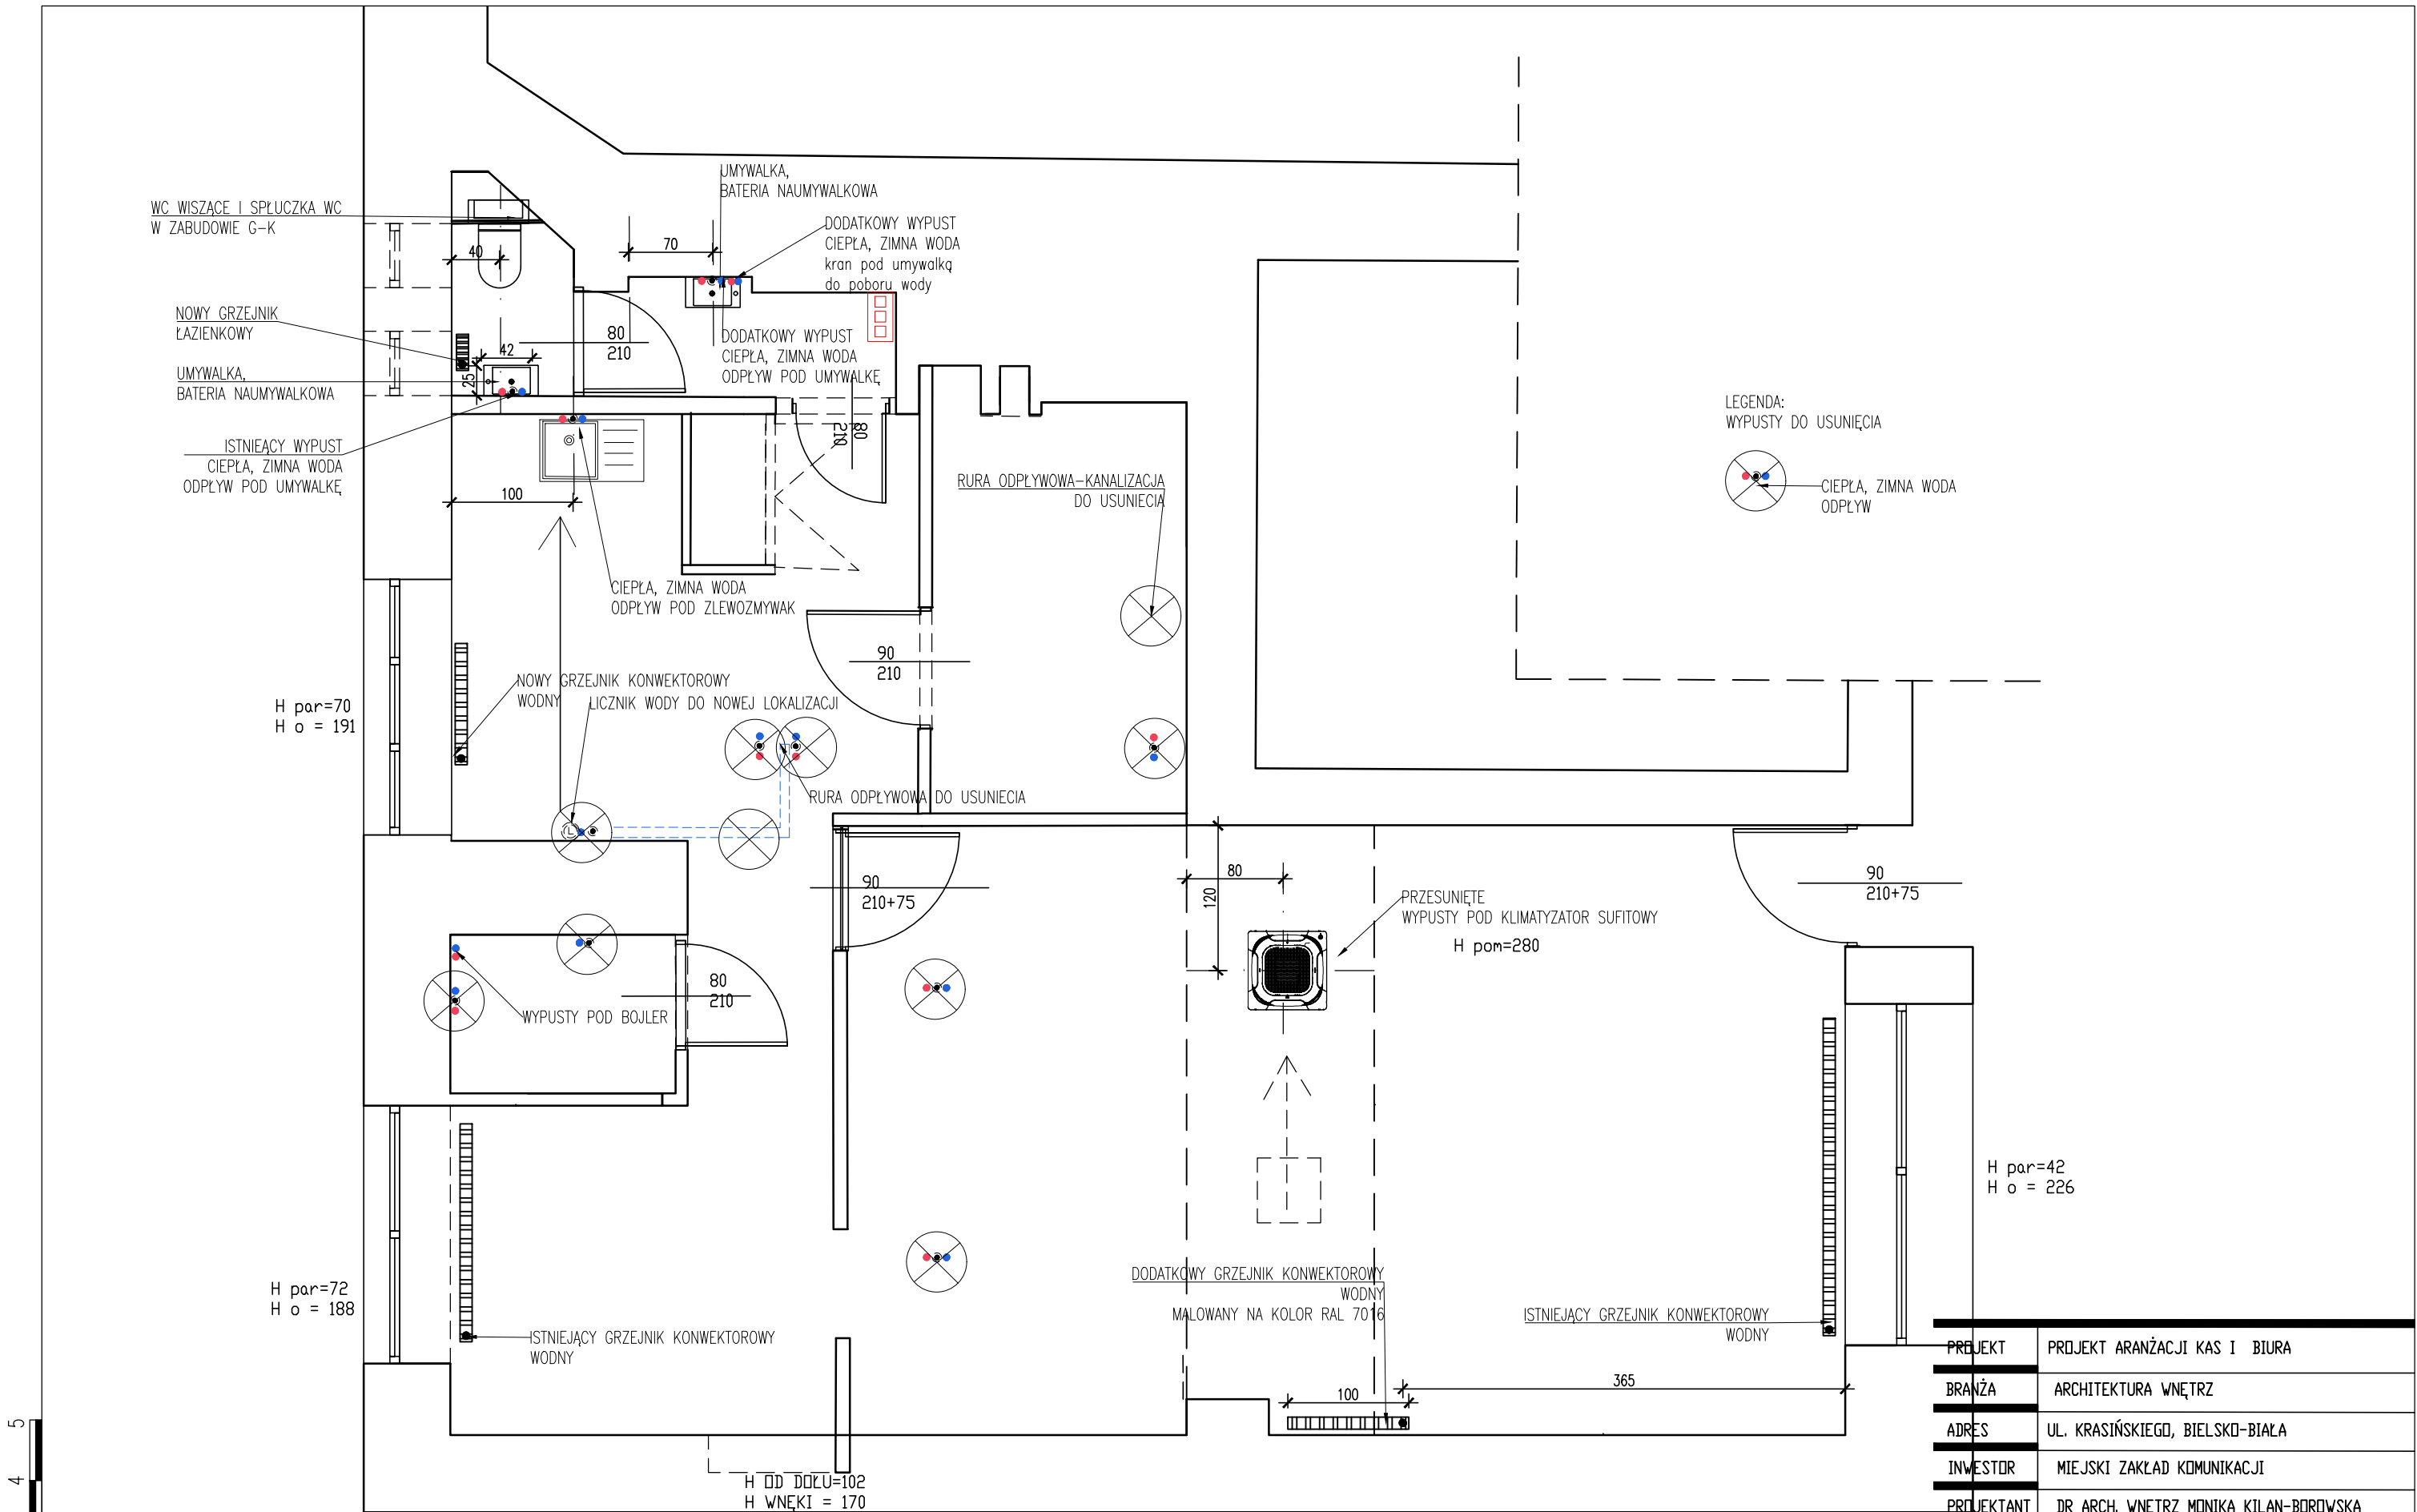 UMYWALKA,
BATERIA NAUMYWALKOWA
WC WISZĄCE I SPŁUCZKA WC
W ZABUDOWIE G-K
DODATKOWY WYPUST
CIEPŁA, ZIMNA WODA
kran pod umywalką
do poboru wody
70
40
NOWY GRZEJNIK
ŁAZIENKOWY
80
210
DODATKOWY WYPUST
CIEPŁA, ZIMNA WODA
ODPŁYW POD UMYWALKĘ
42
25
UMYWALKA,
BATERIA NAUMYWALKOWA
LEGENDA:
WYPUSTY DO USUNIĘCIA
80
210
ISTNIEĄCY WYPUST
CIEPŁA, ZIMNA WODA
ODPŁYW POD UMYWALKĘ
100
RURA ODPŁYWOWA-KANALIZACJA
DO USUNIECIA
CIEPŁA, ZIMNA WODA
ODPŁYW
CIEPŁA, ZIMNA WODA
ODPŁYW POD ZLEWOZMYWAK
90
210
NOWY GRZEJNIK KONWEKTOROWY
WODNY
LICZNIK WODY DO NOWEJ LOKALIZACJI
H par=70
H o = 191
RURA ODPŁYWOWA DO USUNIECIA
L
90
210+75
80
120
90
210+75
PRZESUNIĘTE
WYPUSTY POD KLIMATYZATOR SUFITOWY
H pom=280
80
210
WYPUSTY POD BOJLER
H par=42
H o = 226
H par=72
H o = 188
DODATKOWY GRZEJNIK KONWEKTOROWY
WODNY
MALOWANY NA KOLOR RAL 7016
ISTNIEJĄCY GRZEJNIK KONWEKTOROWY
WODNY
ISTNIEJĄCY GRZEJNIK KONWEKTOROWY
WODNY
100
365
H OD DOŁU=102
H WNĘKI = 170
5
4
PROJEKT PROJEKT ARANŻACJI KAS I BIURA
BRANŻA ARCHITEKTURA WNĘTRZ
ADRES UL. KRASIŃSKIEGO, BIELSKO-BIAŁA
INWESTOR MIEJSKI ZAKŁAD KOMUNIKACJI
PROJEKTANT DR ARCH. WNĘTRZ MONIKA KILAN-BOROWSKA